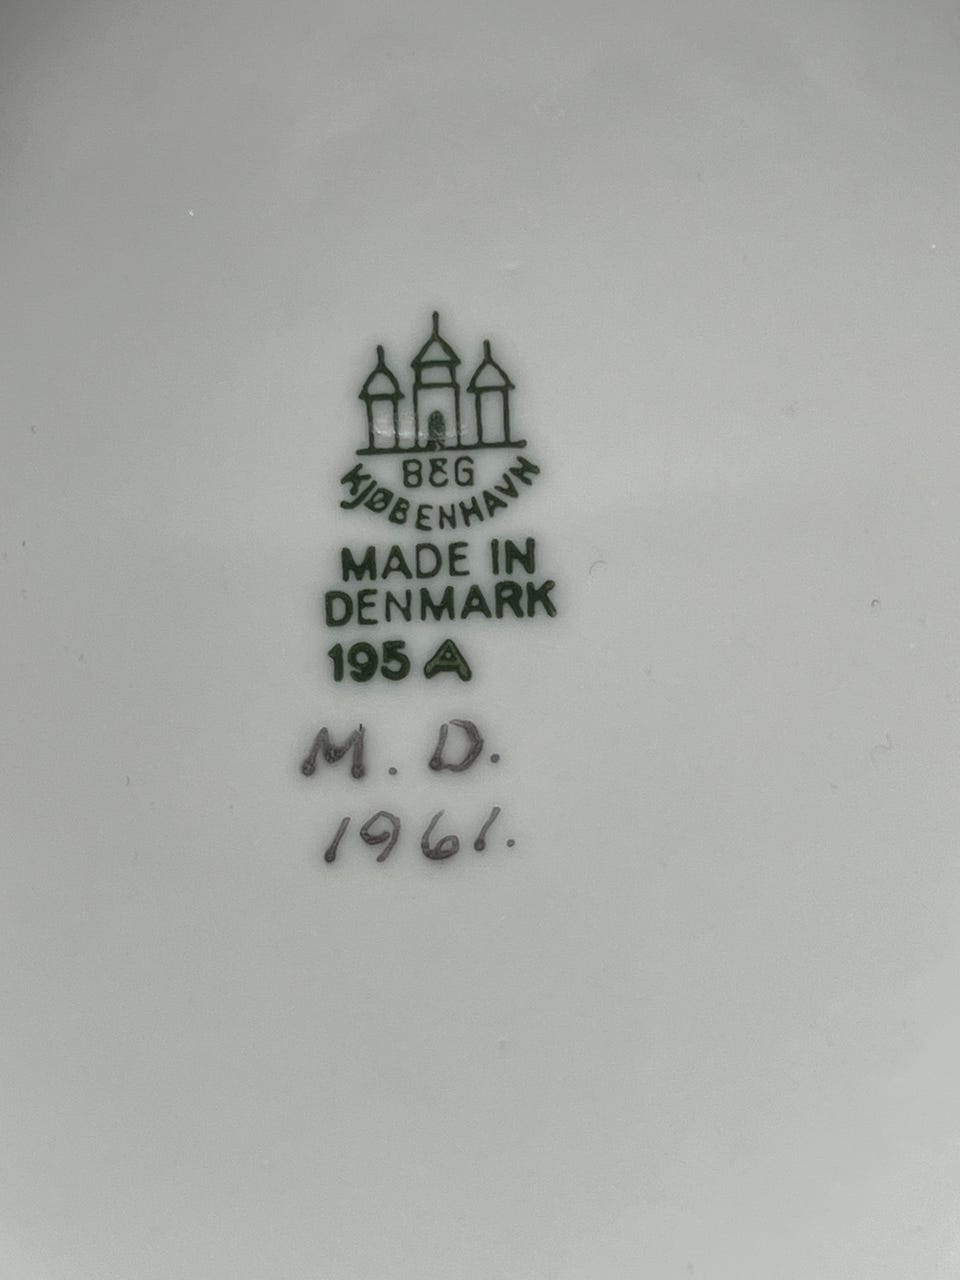 B&G
KJØBENHAVN
MADE IN
DENMARK
195 A
M. D.
1961.